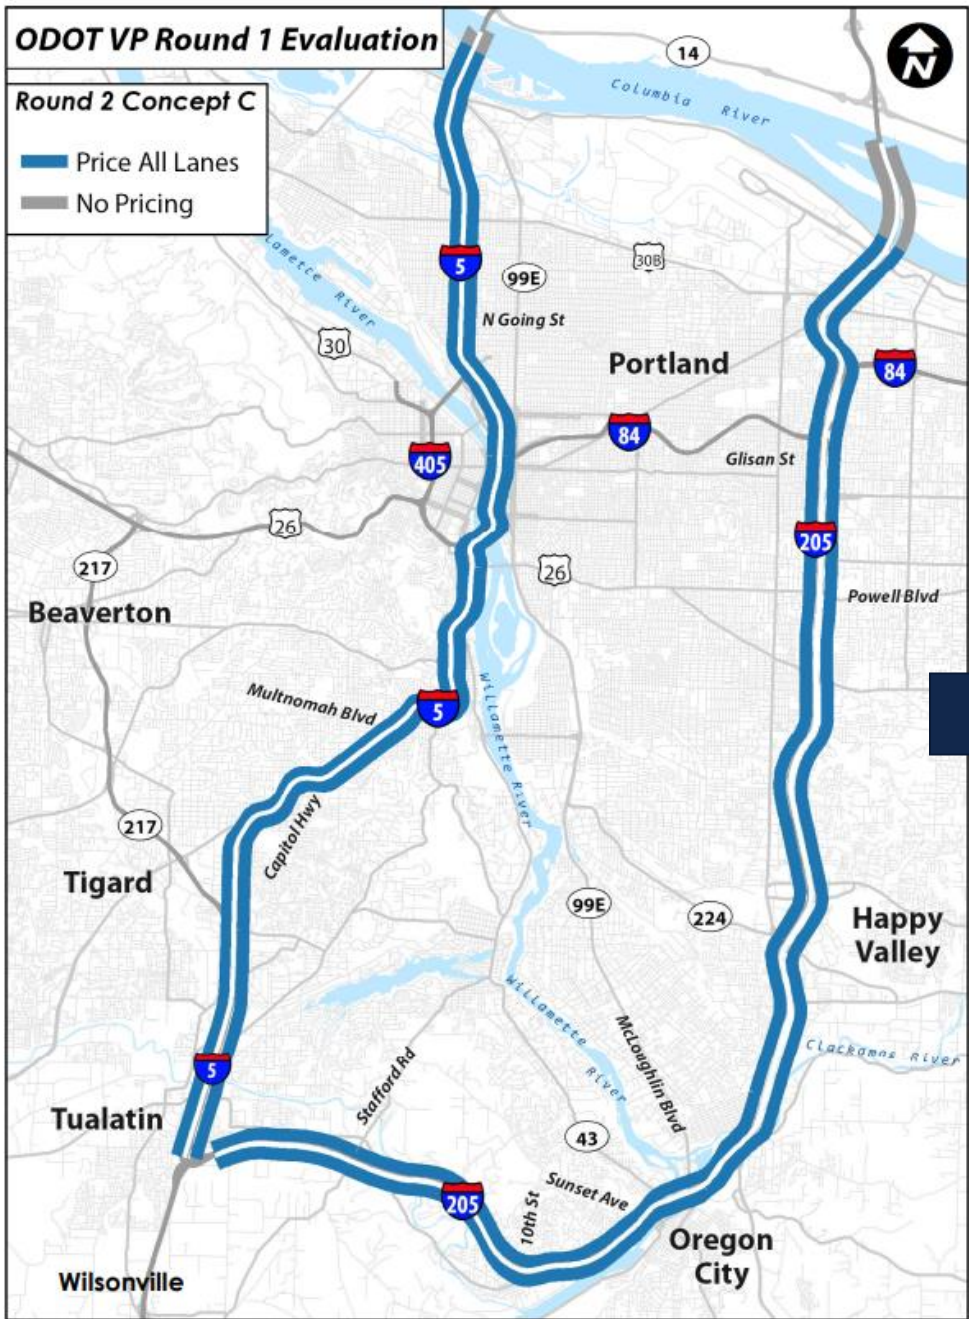 ODOT VP Round 1 Evaluation
Round 2 Concept C
Price All Lanes
No Pricing
N
14
Columbia River
lamette River
5
99E
30B
N Going St
30
Portland
84
84
405
Glisan St
26
205
217
26
Beaverton
Powell Blvd
Multnomah Blvd
5
Willamette River
217
Capitol Hwy
Tigard
99E
224
Happy
Valley
Willamette River
McLoughlin Blvd
Clackamas River
5
Stafford Rd
Tualatin
43
Sunset Ave
205
10th St
Oregon
City
Wilsonville